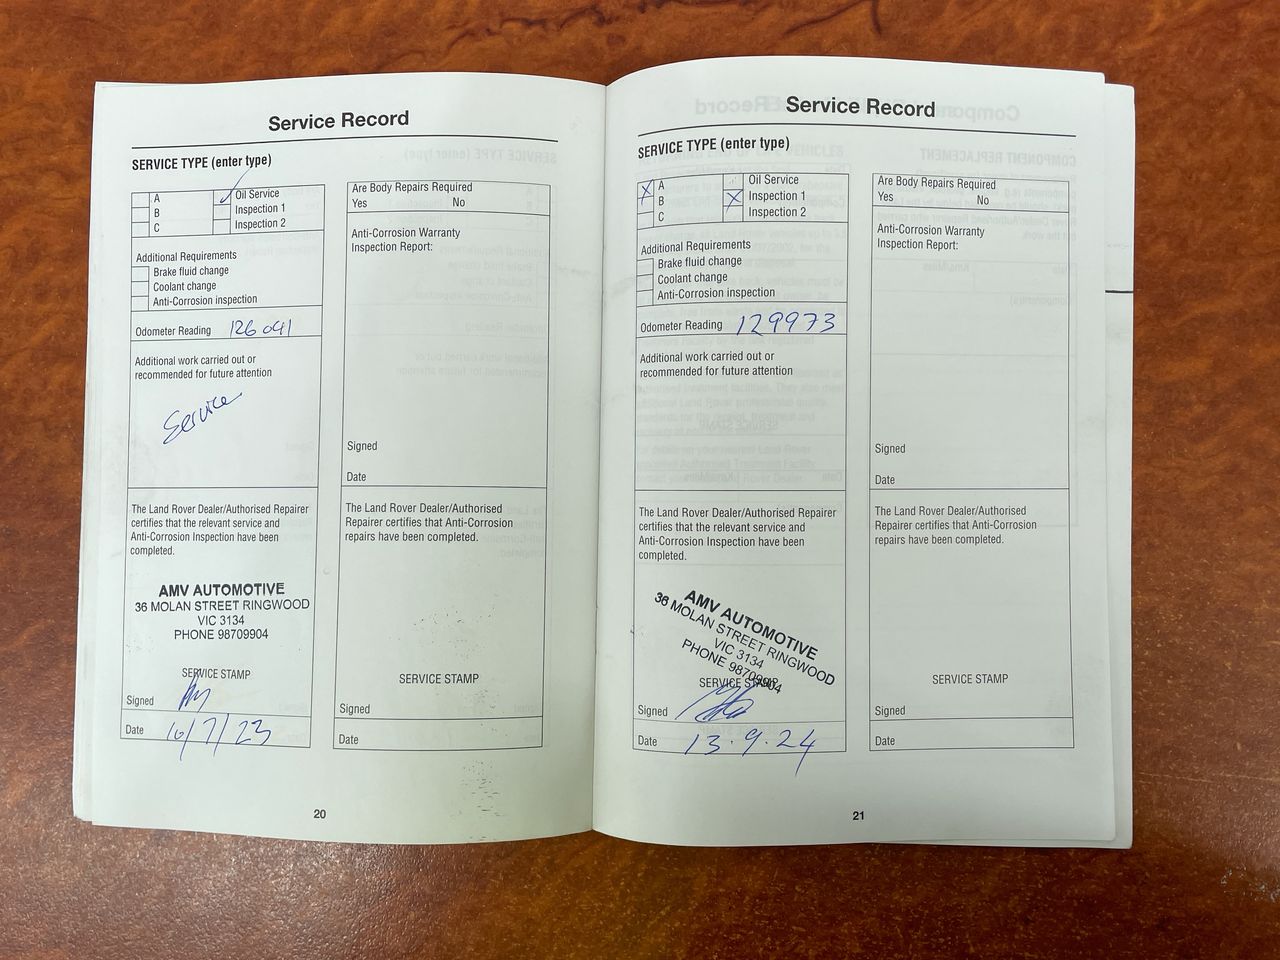 Service Record
SERVICE TYPE (enter type)
A
B
C
Oil Service
Inspection 1
Inspection 2
Additional Requirements
Brake fluid change
Coolant change
Anti-Corrosion inspection
Odometer Reading 126041
Additional work carried out or
recommended for future attention
Service
The Land Rover Dealer/Authorised Repairer
certifies that the relevant service and
Anti-Corrosion Inspection have been
completed.
AMV AUTOMOTIVE
36 MOLAN STREET RINGWOOD
VIC 3134
PHONE 98709904
SERVICE STAMP
Signed
Date 10/7/23
Are Body Repairs Required
Yes No
Anti-Corrosion Warranty
Inspection Report:
Signed
Date
The Land Rover Dealer/Authorised
Repairer certifies that Anti-Corrosion
repairs have been completed.
SERVICE STAMP
Signed
Date
20
Service Record
SERVICE TYPE (enter type)
A
B
C
Oil Service
Inspection 1
Inspection 2
Additional Requirements
Brake fluid change
Coolant change
Anti-Corrosion inspection
Odometer Reading 129973
Additional work carried out or
recommended for future attention
The Land Rover Dealer/Authorised Repairer
certifies that the relevant service and
Anti-Corrosion Inspection have been
completed.
AMV AUTOMOTIVE
36 MOLAN STREET RINGWOOD
VIC 3134
PHONE 98709904
SERVICE STAMP
Signed
Date 13.9.24
Are Body Repairs Required
Yes No
Anti-Corrosion Warranty
Inspection Report:
Signed
Date
The Land Rover Dealer/Authorised
Repairer certifies that Anti-Corrosion
repairs have been completed.
SERVICE STAMP
Signed
Date
21